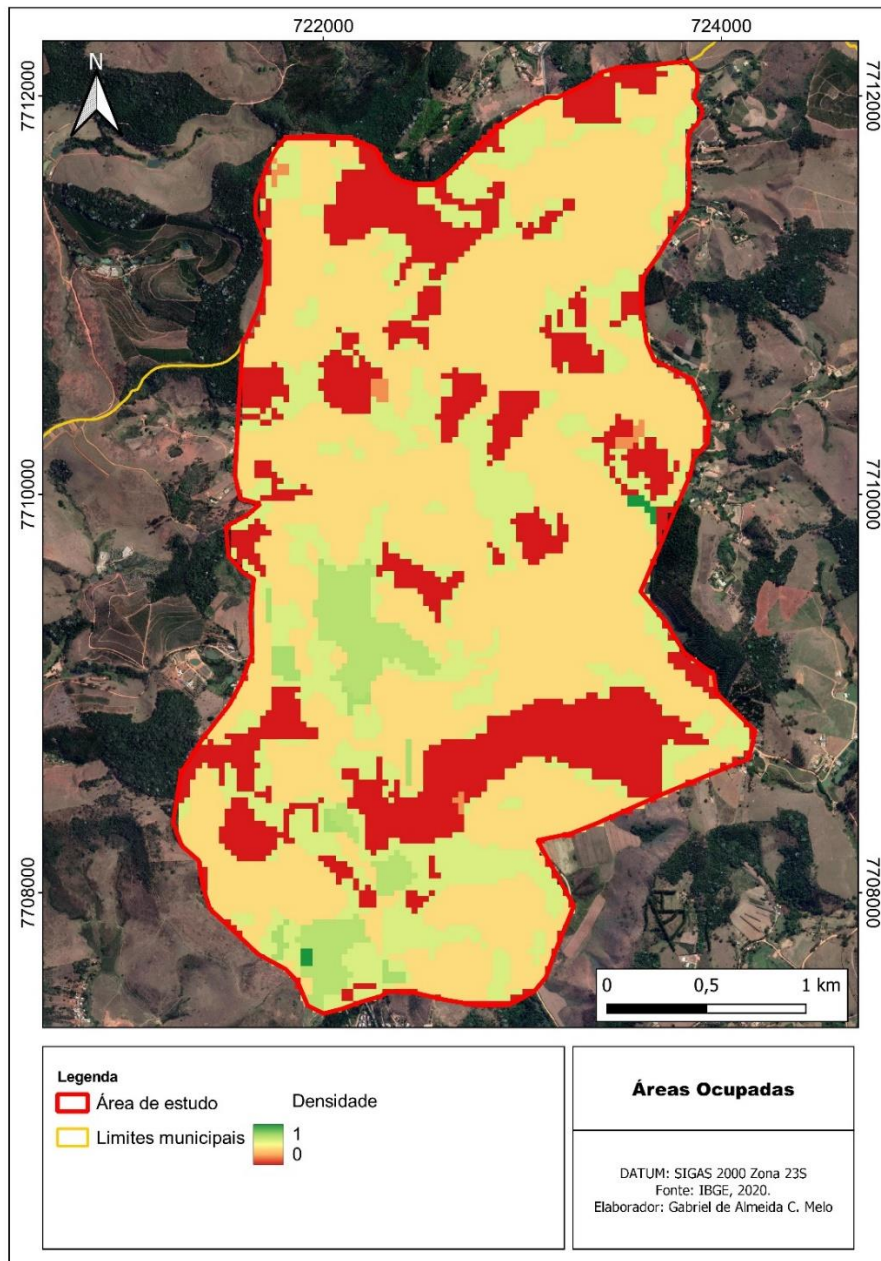 722000
724000
7712000
7712000
N
7710000
7710000
7708000
7708000
0
0,5
1 km
Legenda
Área de estudo
Limites municipais
Densidade
1
0
Áreas Ocupadas
DATUM: SIGAS 2000 Zona 23S
Fonte: IBGE, 2020.
Elaborador: Gabriel de Almeida C. Melo